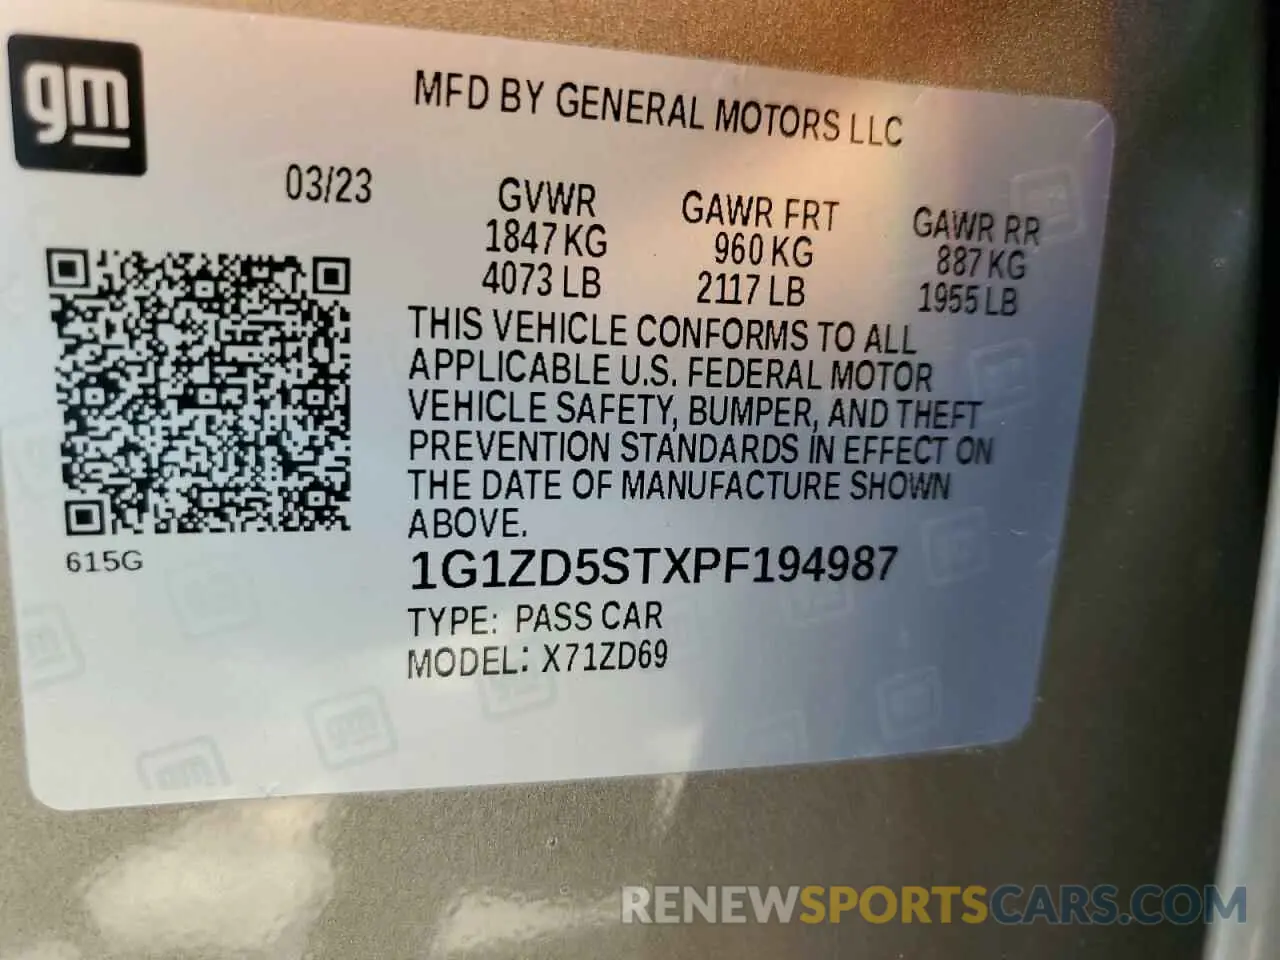 gm
MFD BY GENERAL MOTORS LLC
03/23
GVWR GAWR FRT GAWR RR
1847 KG 960 KG 887 KG
4073 LB 2117 LB 1955 LB
THIS VEHICLE CONFORMS TO ALL
APPLICABLE U.S. FEDERAL MOTOR
VEHICLE SAFETY, BUMPER, AND THEFT
PREVENTION STANDARDS IN EFFECT ON
THE DATE OF MANUFACTURE SHOWN
ABOVE.
615G
1G1ZD5STXPF194987
TYPE: PASS CAR
MODEL: X71ZD69
RENEWSPORTSCARS.COM